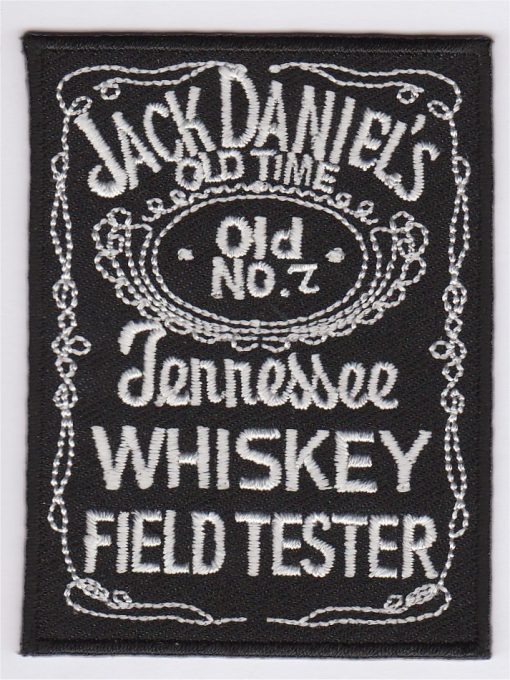 JACK DANIEL'S
OLD TIME
Old
NO. 7
Tennessee
WHISKEY
FIELD TESTER